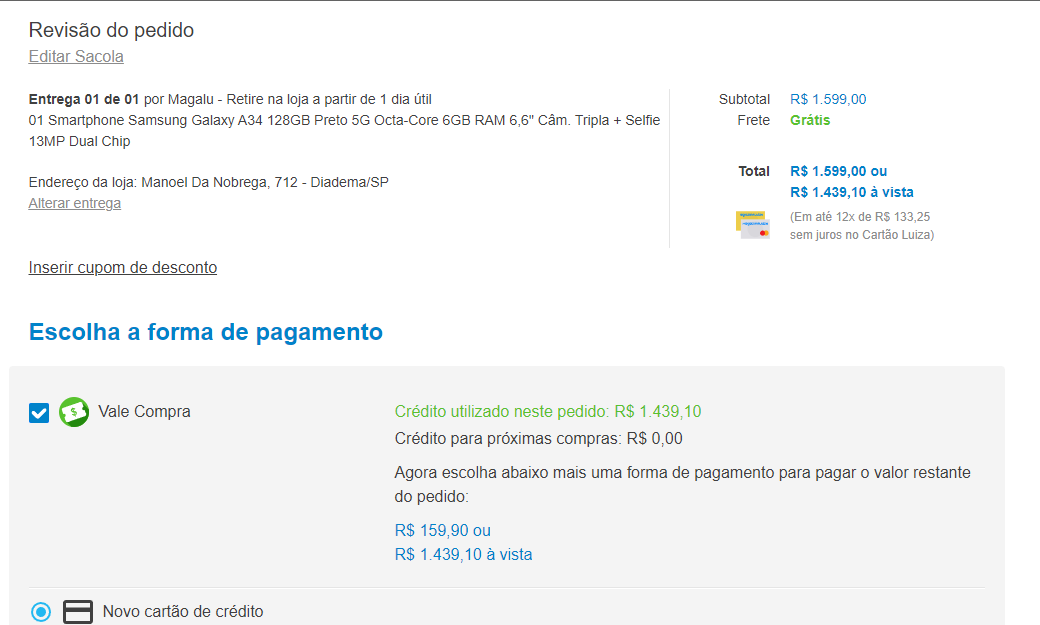 Revisão do pedido
Editar Sacola
Entrega 01 de 01 por Magalu - Retire na loja a partir de 1 dia útil
01 Smartphone Samsung Galaxy A34 128GB Preto 5G Octa-Core 6GB RAM 6,6" Câm. Tripla + Selfie
13MP Dual Chip
Endereço da loja: Manoel Da Nobrega, 712 - Diadema/SP
Alterar entrega
Subtotal R$ 1.599,00
Frete Grátis
Total R$ 1.599,00 ou
R$ 1.439,10 à vista
(Em até 12x de R$ 133,25
sem juros no Cartão Luiza)
Inserir cupom de desconto
Escolha a forma de pagamento
Vale Compra
Crédito utilizado neste pedido: R$ 1.439,10
Crédito para próximas compras: R$ 0,00
Agora escolha abaixo mais uma forma de pagamento para pagar o valor restante
do pedido:
R$ 159,90 ou
R$ 1.439,10 à vista
Novo cartão de crédito